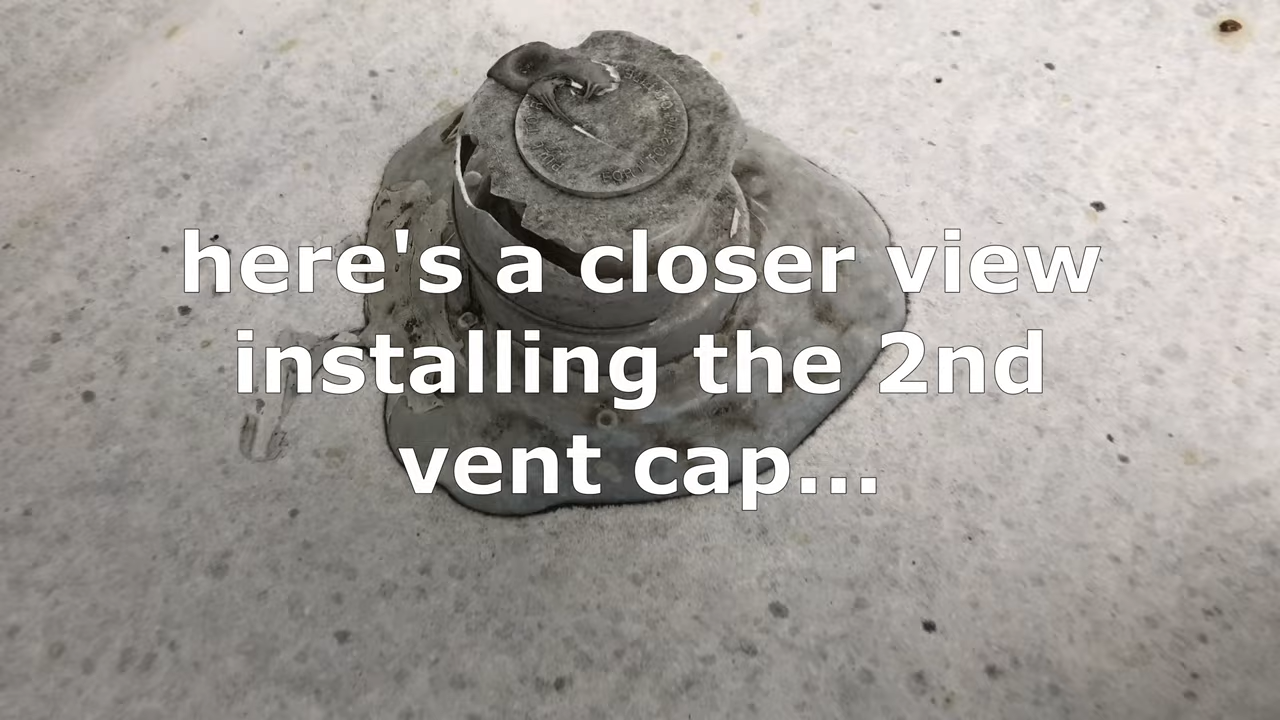 here's a closer view
installing the 2nd
vent cap...